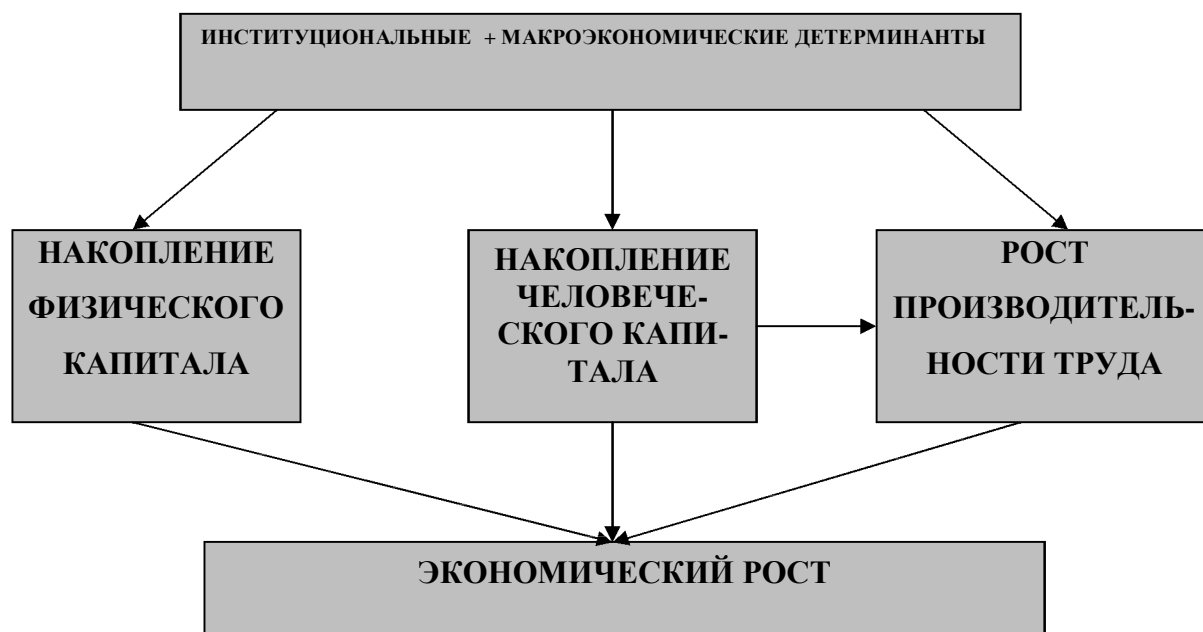 ИНСТИТУЦИОНАЛЬНЫЕ + МАКРОЭКОНОМИЧЕСКИЕ ДЕТЕРМИНАНТЫ
НАКОПЛЕНИЕ
ФИЗИЧЕСКОГО
КАПИТАЛА
НАКОПЛЕНИЕ
ЧЕЛОВЕЧЕ-
СКОГО КАПИ-
ТАЛА
РОСТ
ПРОИЗВОДИТЕЛЬ-
НОСТИ ТРУДА
ЭКОНОМИЧЕСКИЙ РОСТ